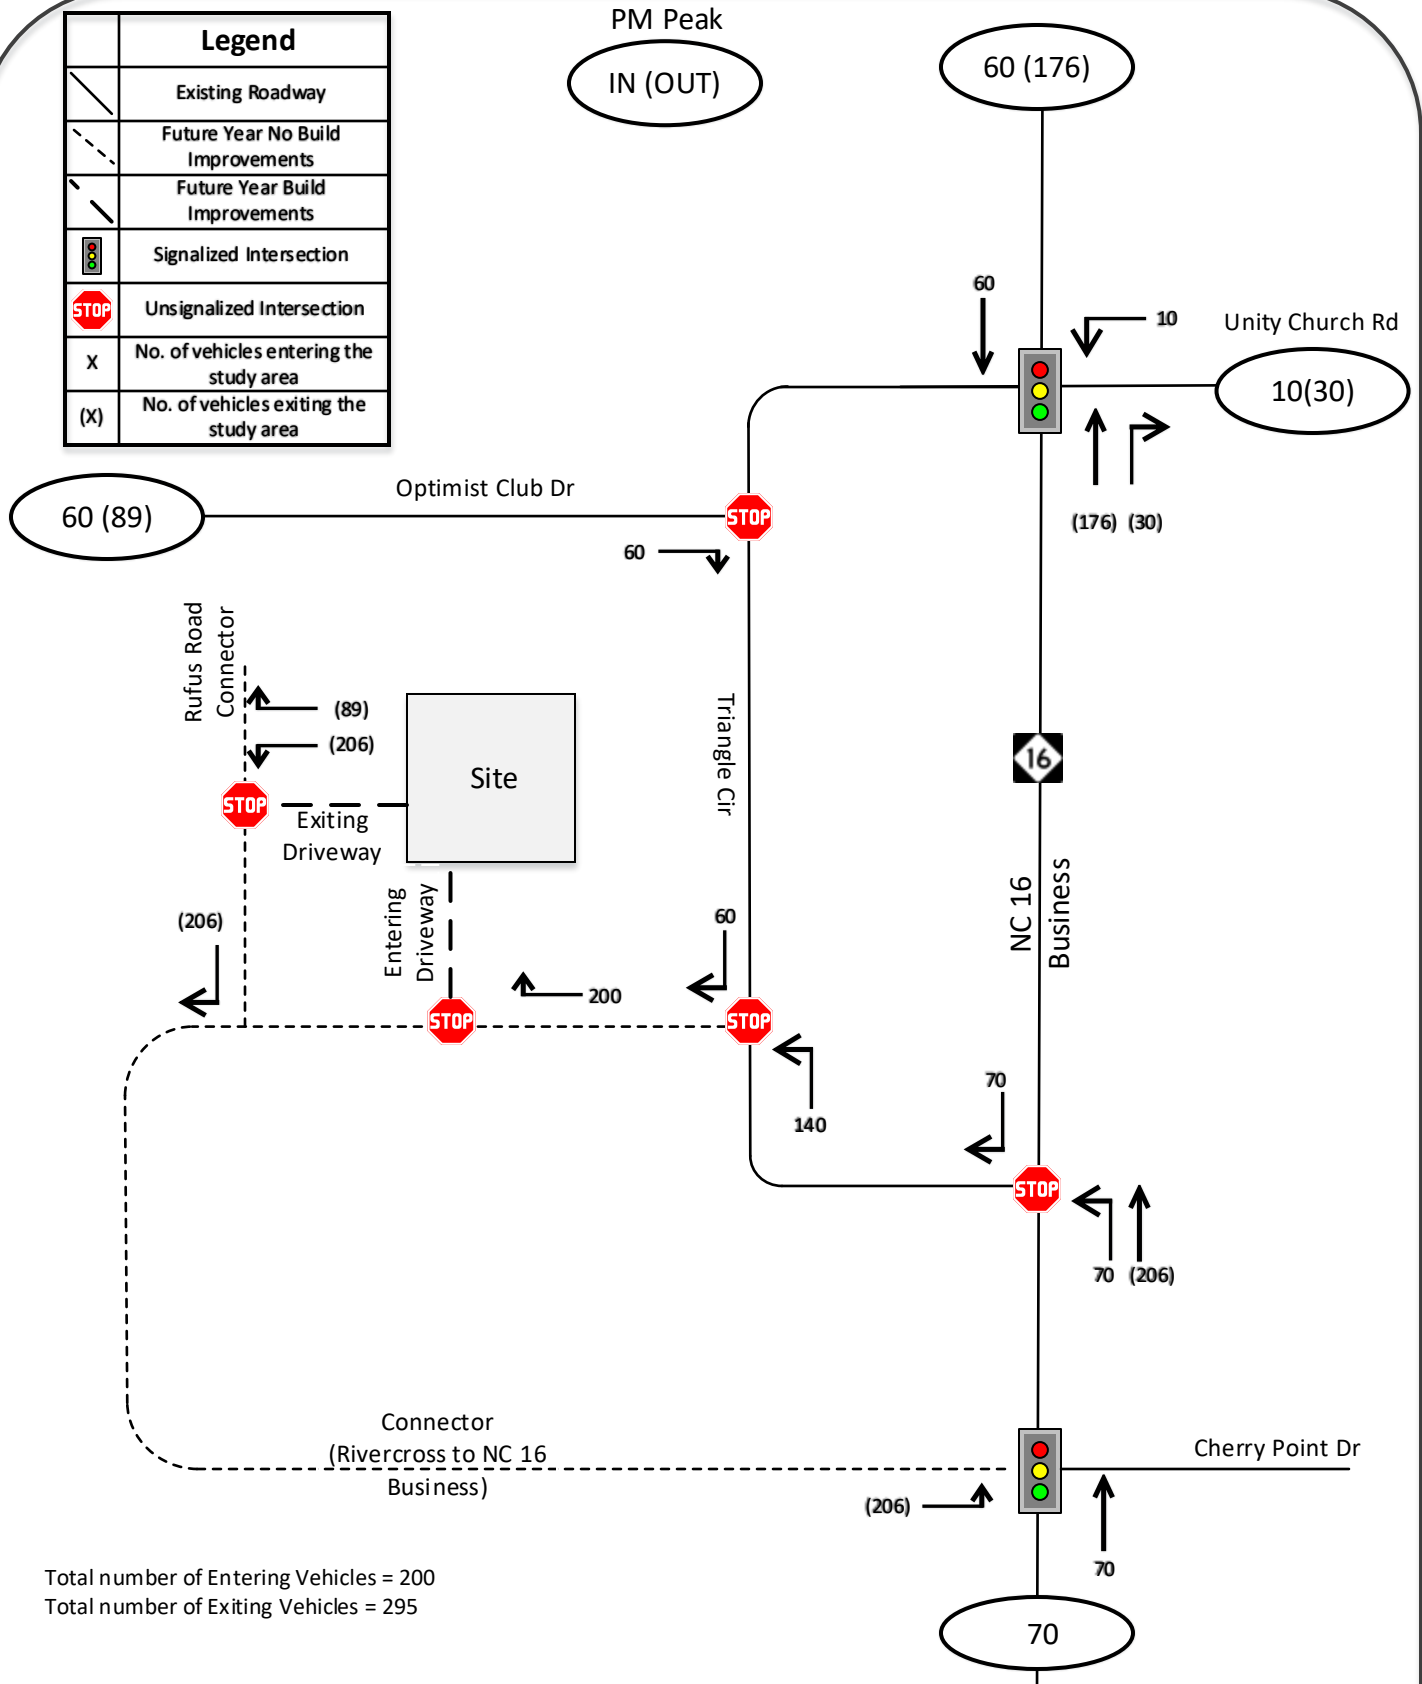 Legend
Existing Roadway
Future Year No Build
Improvements
Future Year Build
Improvements
Signalized Intersection
STOP
Unsignalized Intersection
X
No. of vehicles entering the
study area
(X)
No. of vehicles exiting the
study area
PM Peak
IN (OUT)
60 (176)
60
10
Unity Church Rd
10(30)
(176) (30)
Optimist Club Dr
60 (89)
STOP
60
Rufus Road
Connector
(89)
(206)
Site
STOP
Exiting
Driveway
Triangle Cir
16
NC 16
Business
Entering
Driveway
(206)
60
200
STOP
STOP
140
70
STOP
70 (206)
Connector
(Rivercross to NC 16
Business)
Cherry Point Dr
(206)
70
70
Total number of Entering Vehicles = 200
Total number of Exiting Vehicles = 295